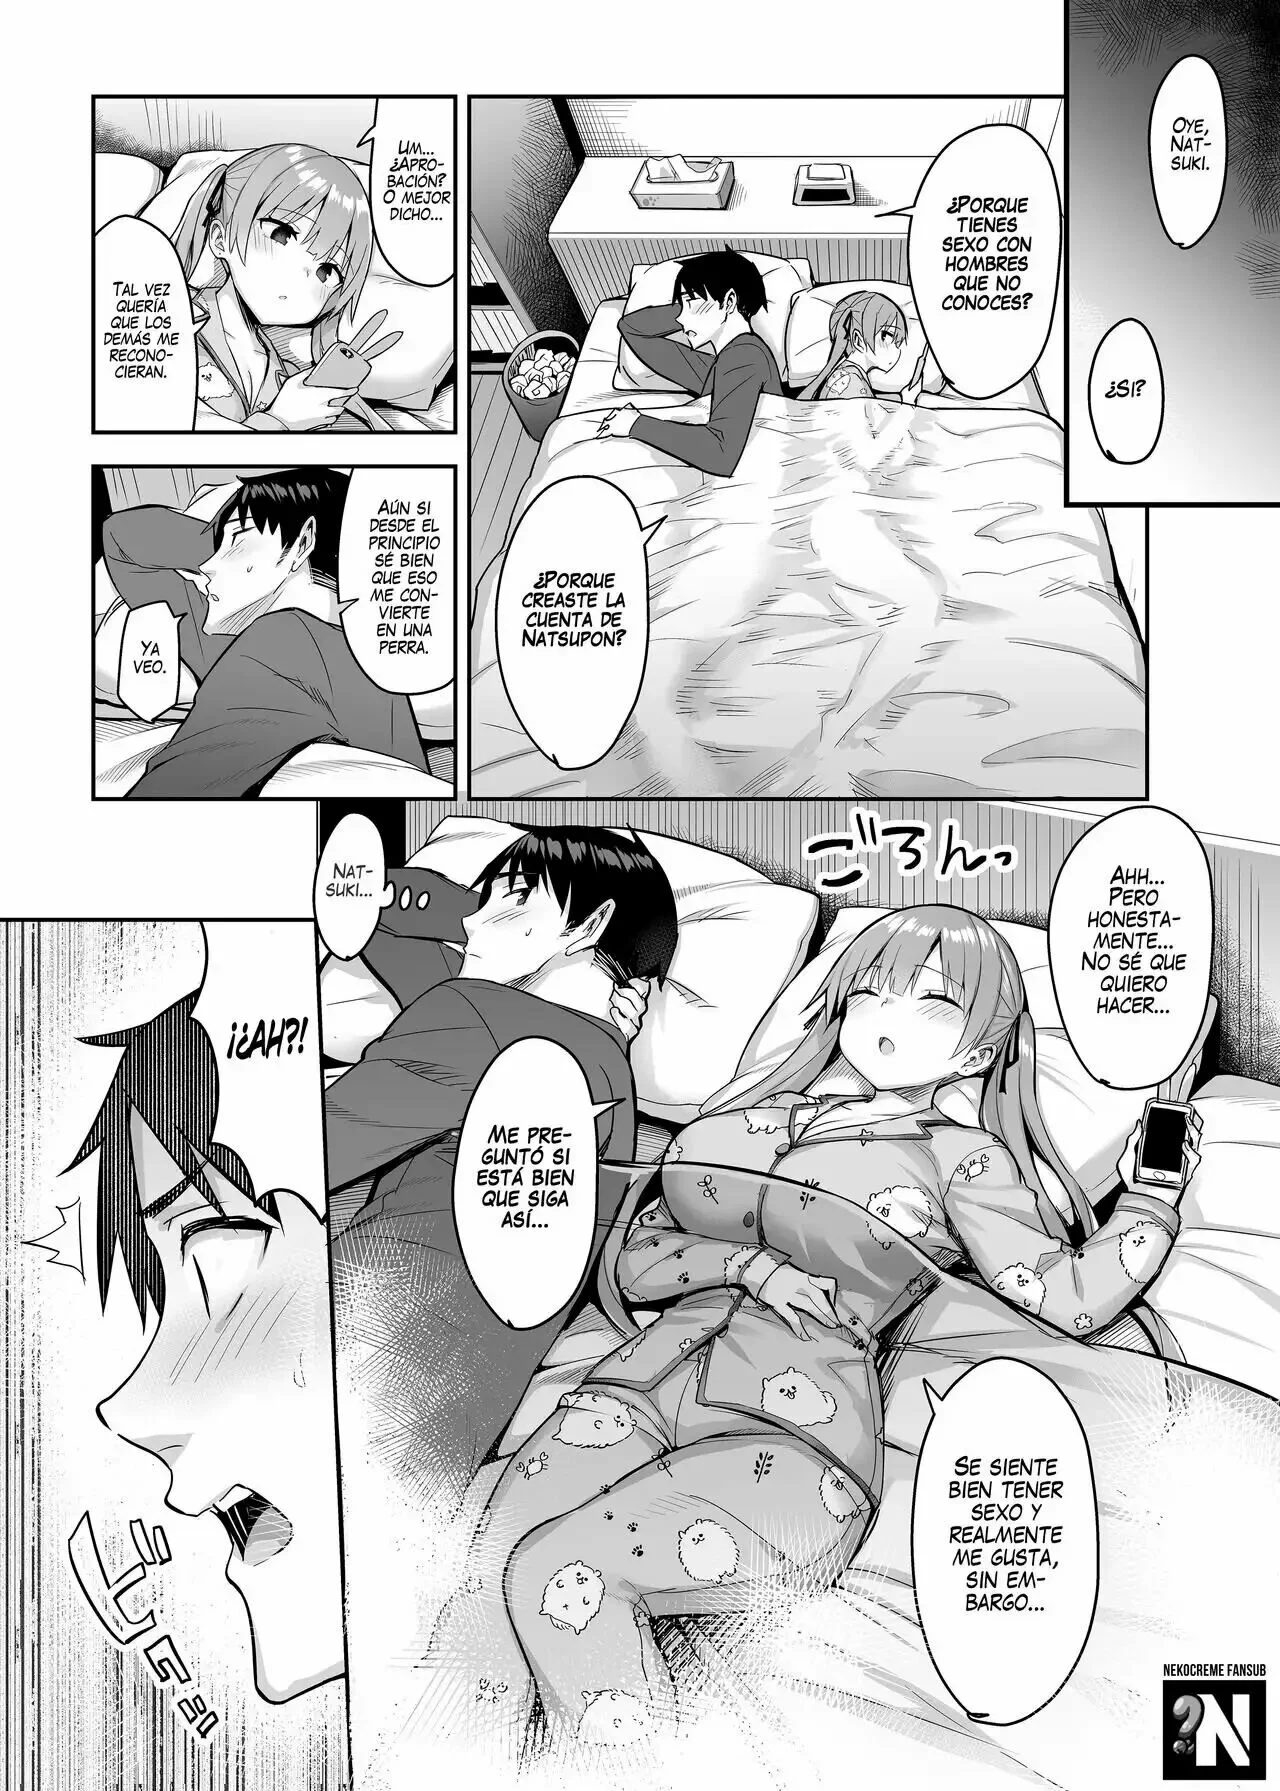 OYE,
NAT-
SUKI.
¿SI?
¿PORQUE
TIENES
SEXO CON
HOMBRES
QUE NO
CONOCES?
¿PORQUE
CREASTE LA
CUENTA DE
NATSUPON?
UM...
¿APRO-
BACIÓN?
O MEJOR
DICHO...
TAL VEZ
QUERÍA
QUE LOS
DEMÁS ME
RECONO-
CIERAN.
AÚN SI
DESDE EL
PRINCIPIO
SÉ BIEN
QUE ESO
ME CON-
VIERTE
EN UNA
PERRA.
YA
VEO.
AHH...
PERO
HONESTA-
MENTE...
NO SÉ QUE
QUIERO
HACER...
ごろんっ
NAT-
SUKI...
ME PRE-
GUNTÓ SI
ESTÁ BIEN
QUE SIGA
ASÍ...
SE SIENTE
BIEN TENER
SEXO Y
REALMENTE
ME GUSTA,
SIN EM-
BARGO...
¡¿AH?!
NEKOCREME FANSUB
?N